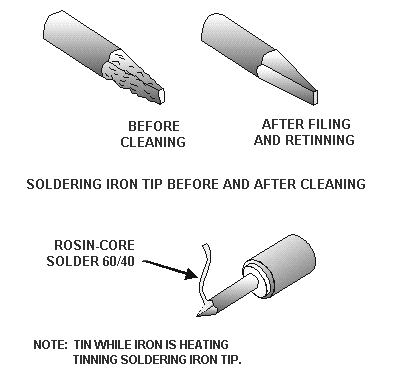 BEFORE
CLEANING
AFTER FILING
AND RETINNING
SOLDERING IRON TIP BEFORE AND AFTER CLEANING
ROSIN-CORE
SOLDER 60/40
NOTE: TIN WHILE IRON IS HEATING
TINNING SOLDERING IRON TIP.